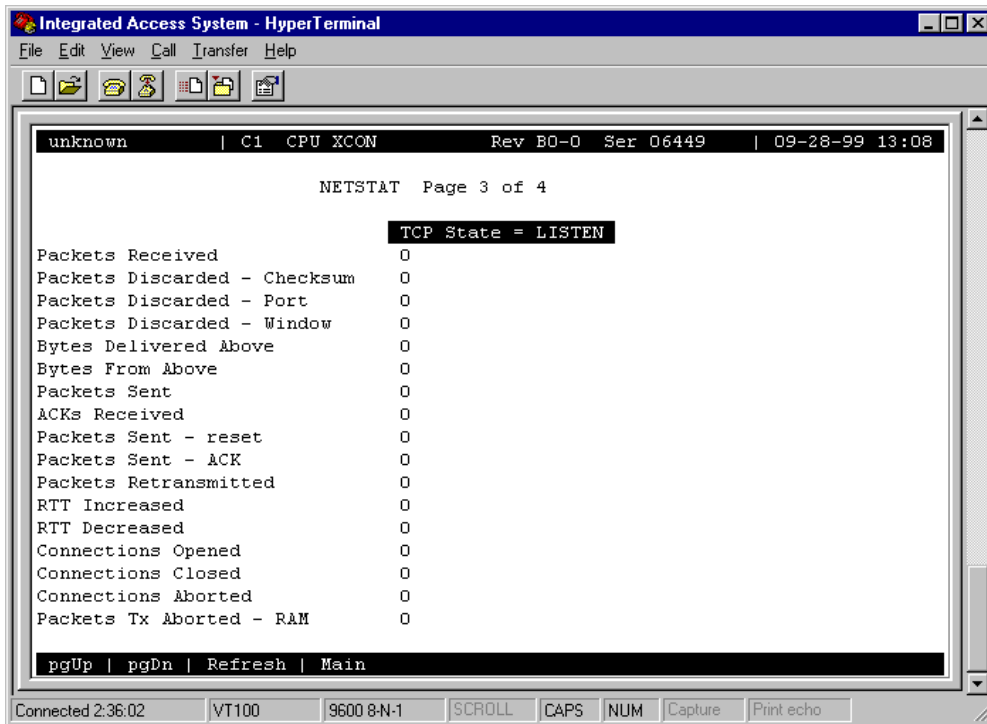 Integrated Access System - HyperTerminal
File Edit View Call Transfer Help
unknown | C1 CPU XCON Rev B0-0 Ser 06449 | 09-28-99 13:08
NETSTAT Page 3 of 4
TCP State = LISTEN
Packets Received 0
Packets Discarded - Checksum 0
Packets Discarded - Port 0
Packets Discarded - Window 0
Bytes Delivered Above 0
Bytes From Above 0
Packets Sent 0
ACKs Received 0
Packets Sent - reset 0
Packets Sent - ACK 0
Packets Retransmitted 0
RTT Increased 0
RTT Decreased 0
Connections Opened 0
Connections Closed 0
Connections Aborted 0
Packets Tx Aborted - RAM 0
pgUp | pgDn | Refresh | Main
Connected 2:36:02 VT100 9600 8-N-1 SCROLL CAPS NUM Capture Print echo